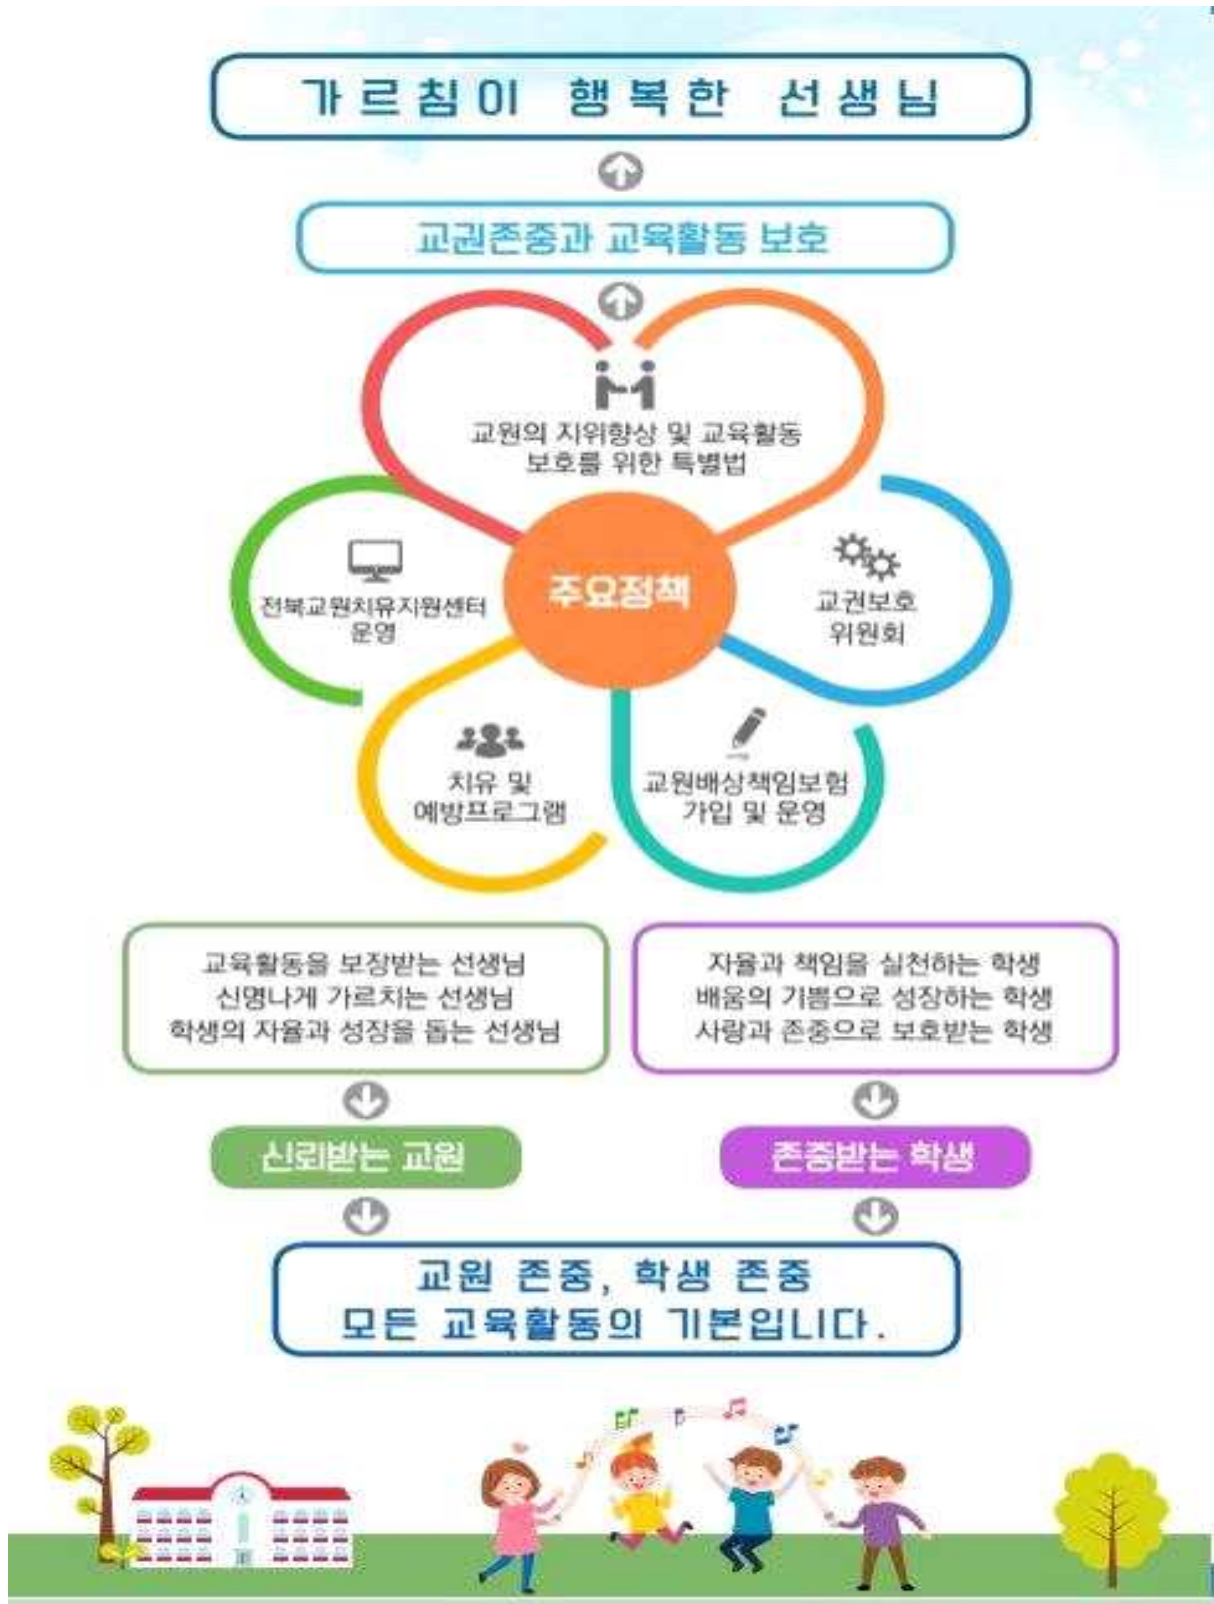 가르침이 행복한 선생님
교권존중과 교육활동 보호
교원의 지위향상 및 교육활동
보호를 위한 특별법
주요정책
전북교원치유지원센터
운영
교권보호
위원회
치유 및
예방프로그램
교원배상책임보험
가입 및 운영
교육활동을 보장받는 선생님
신명나게 가르치는 선생님
학생의 자율과 성장을 돕는 선생님
자율과 책임을 실천하는 학생
배움의 기쁨으로 성장하는 학생
사랑과 존중으로 보호받는 학생
신뢰받는 교원
존중받는 학생
교원 존중, 학생 존중
모든 교육활동의 기본입니다.